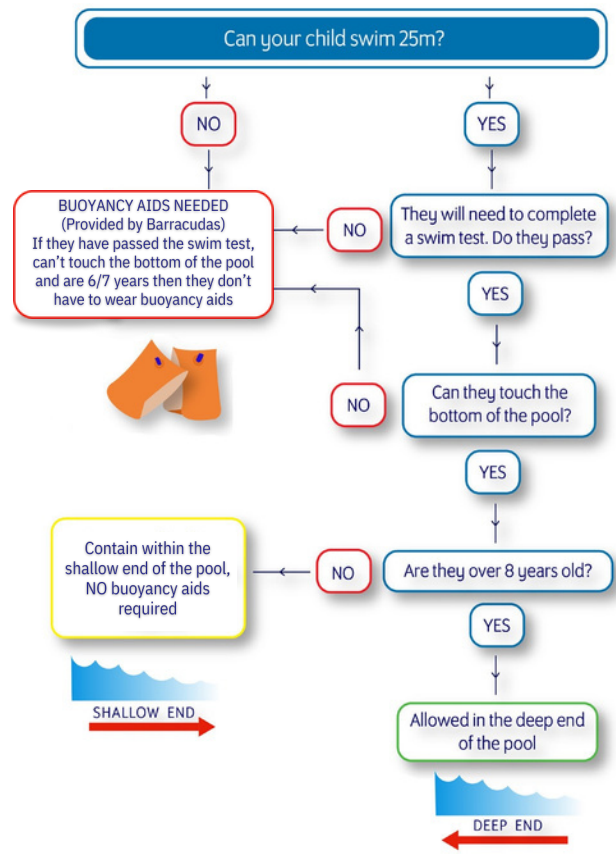 Can your child swim 25m?
NO
YES
BUOYANCY AIDS NEEDED
(Provided by Barracudas)
If they have passed the swim test,
can't touch the bottom of the pool
and are 6/7 years then they don't
have to wear buoyancy aids
NO
They will need to complete
a swim test. Do they pass?
YES
NO
Can they touch the
bottom of the pool?
YES
Contain within the
shallow end of the pool,
NO buoyancy aids
required
NO
Are they over 8 years old?
YES
SHALLOW END
Allowed in the deep end
of the pool
DEEP END